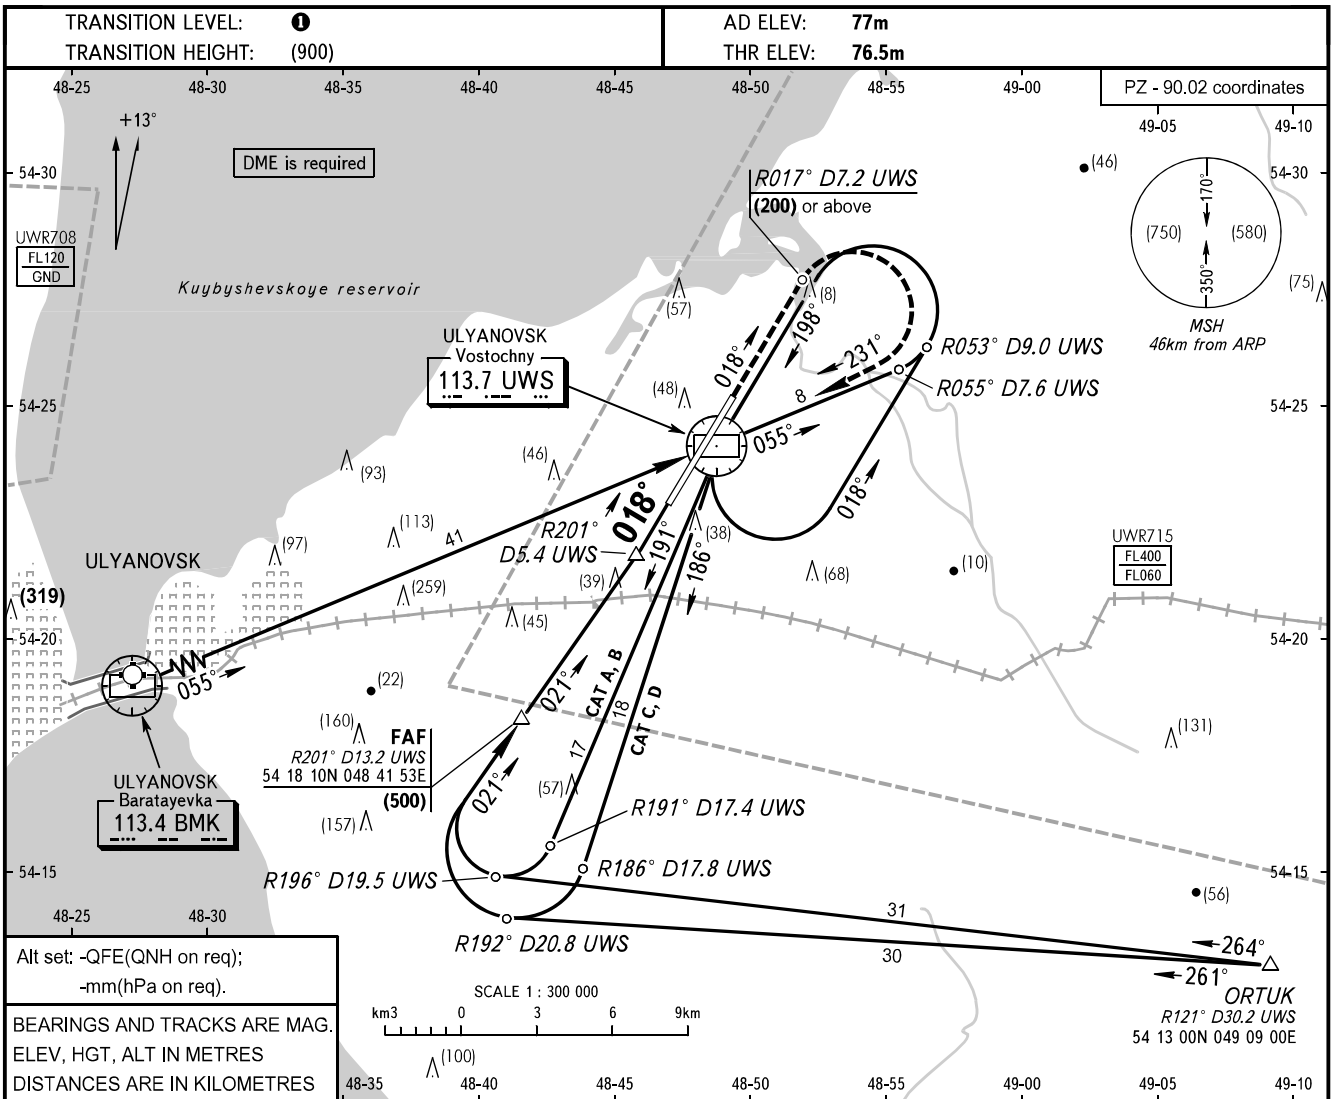 TRANSITION LEVEL: ❶
TRANSITION HEIGHT: (900)
AD ELEV: 77m
THR ELEV: 76.5m
48-25 48-30 48-35 48-40 48-45 48-50 48-55 49-00
PZ - 90.02 coordinates
49-05 49-10
+13°
DME is required
54-30
54-30
(46)
R017° D7.2 UWS
(200) or above
170°
(750) (580)
350°
MSH
46km from ARP
(75)
UWR708
FL120
GND
Kuybyshevskoye reservoir
(57)
(8)
198°
018°
231°
ULYANOVSK
Vostochny
113.7 UWS
R053° D9.0 UWS
R055° D7.6 UWS
8
055°
(48)
54-25
54-25
(46)
(93)
018°
018°
R201°
D5.4 UWS
191°
186°
(38)
(113)
41
(97)
ULYANOVSK
(319)
(259)
(39)
(45)
(68)
(10)
UWR715
FL400
FL060
54-20
54-20
055°
(22)
(160)
021°
CAT A, B
CAT C, D
17
18
(131)
FAF
R201° D13.2 UWS
54 18 10N 048 41 53E
(500)
021°
(57)
ULYANOVSK
Baratayevka
113.4 BMK
(157)
R191° D17.4 UWS
R186° D17.8 UWS
R196° D19.5 UWS
R192° D20.8 UWS
54-15
54-15
(56)
31
30
264°
261°
ORTUK
R121° D30.2 UWS
54 13 00N 049 09 00E
48-25 48-30
Alt set: -QFE(QNH on req);
-mm(hPa on req).
BEARINGS AND TRACKS ARE MAG.
ELEV, HGT, ALT IN METRES
DISTANCES ARE IN KILOMETRES
SCALE 1 : 300 000
km3 0 3 6 9km
(100)
48-35 48-40 48-45 48-50 48-55 49-00 49-05 49-10